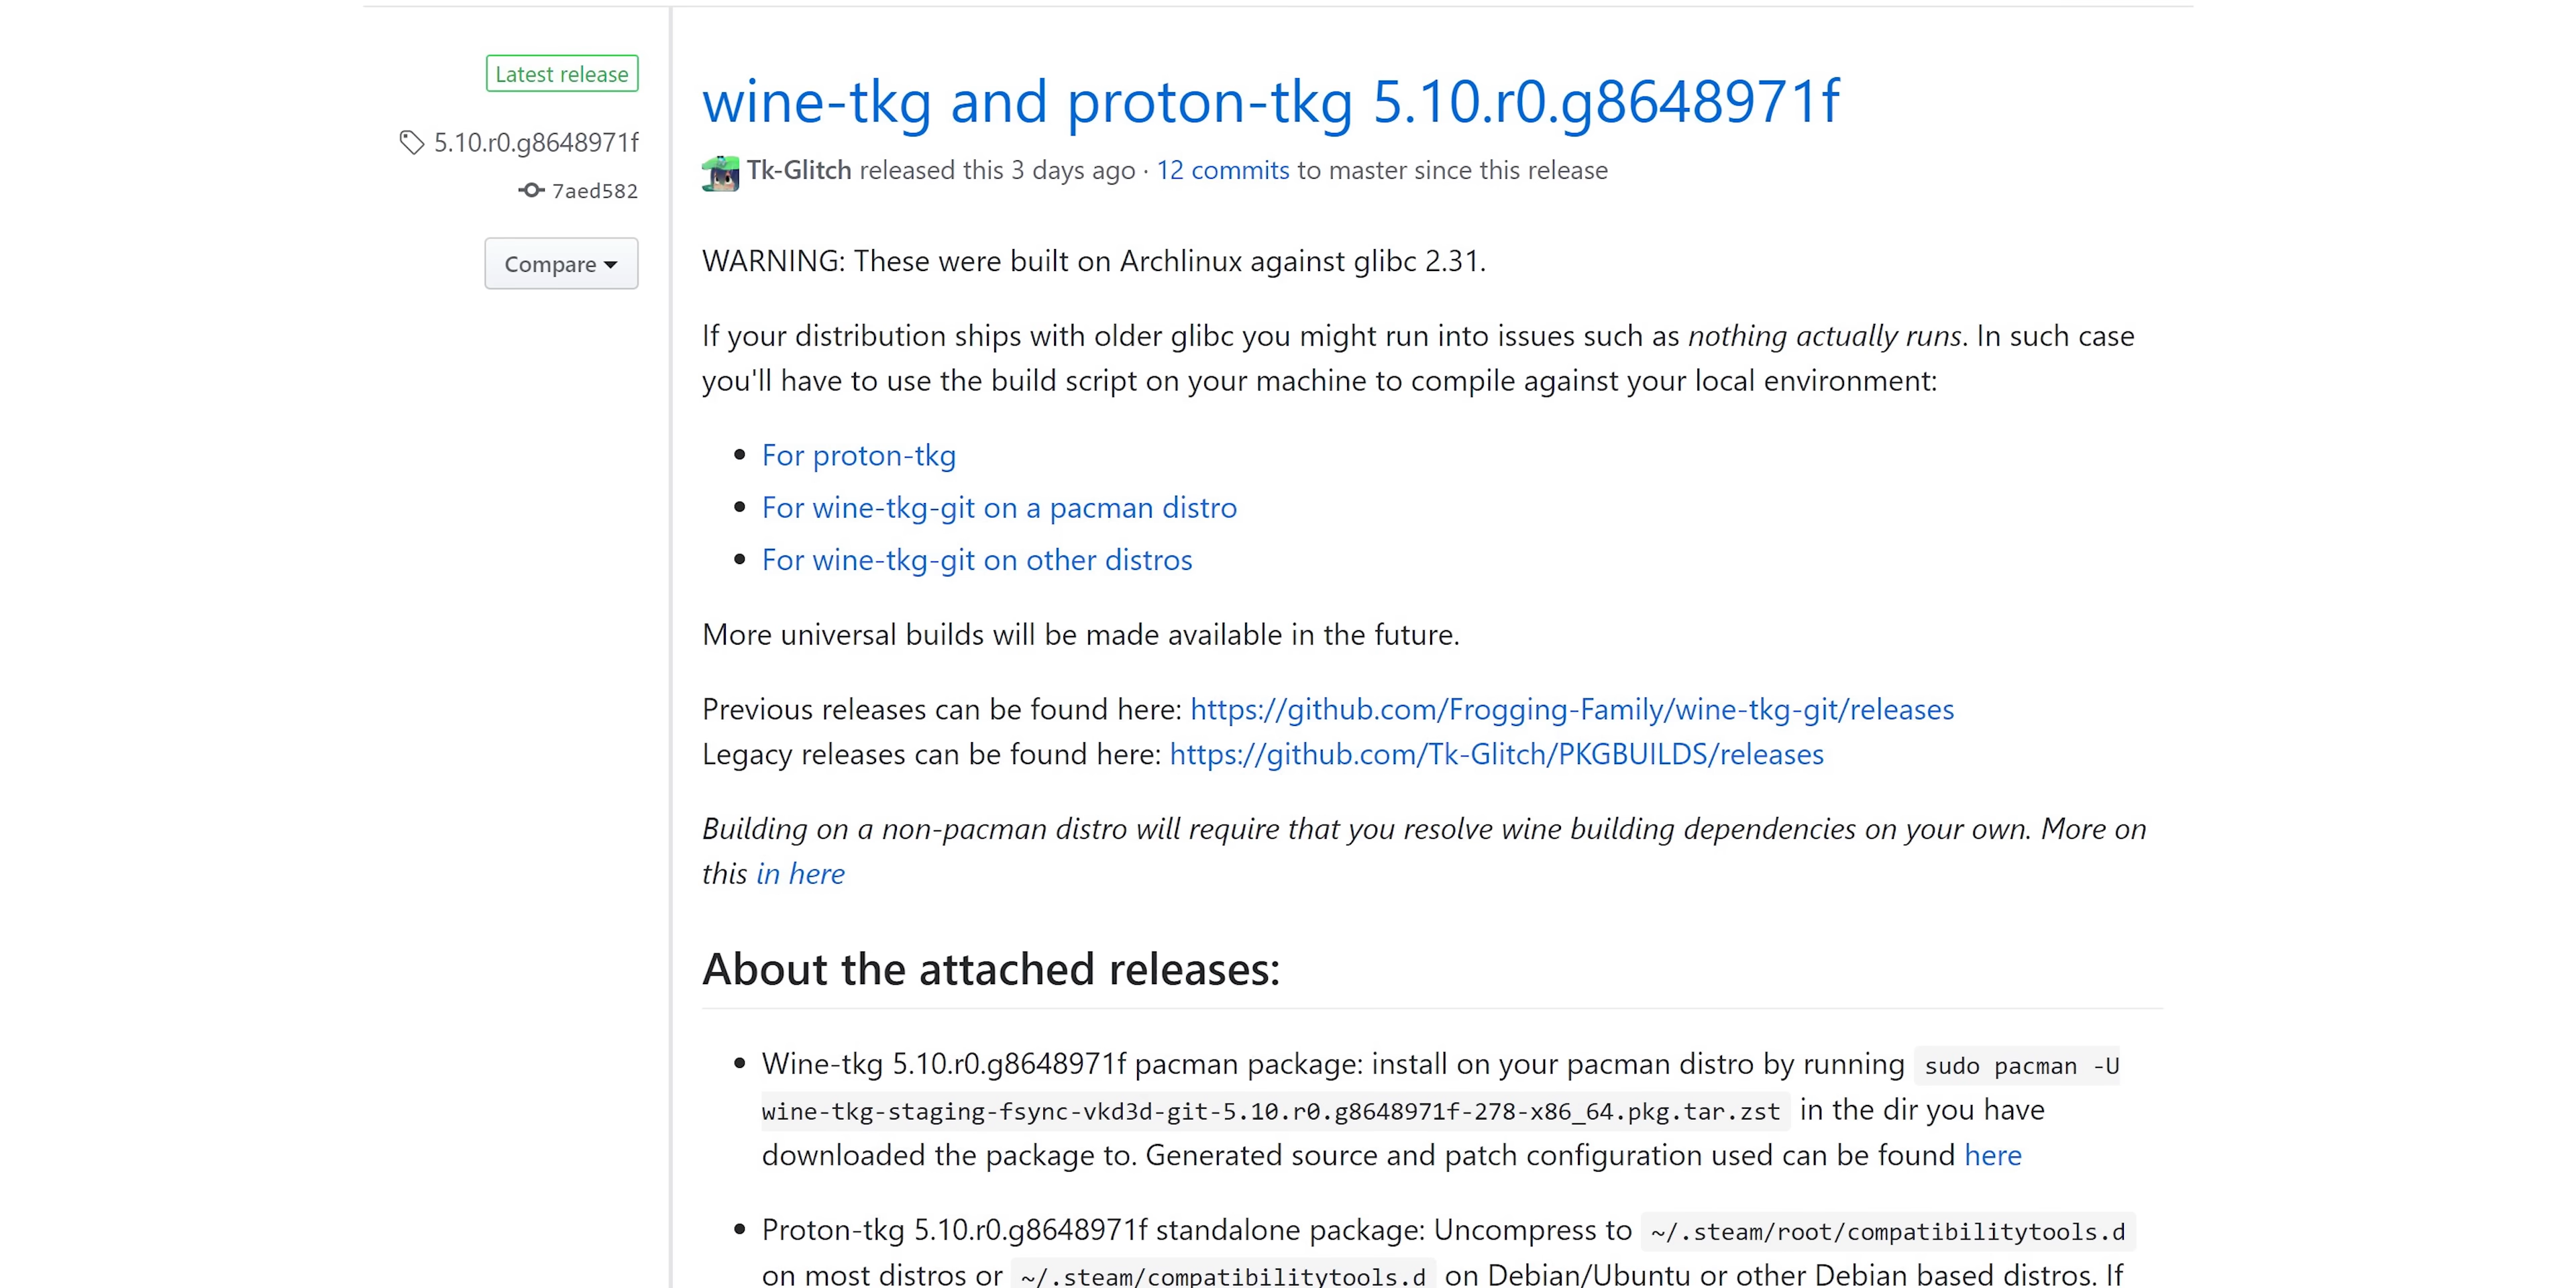 Latest release
5.10.r0.g8648971f
7aed582
Compare
wine-tkg and proton-tkg 5.10.r0.g8648971f
Tk-Glitch released this 3 days ago · 12 commits to master since this release
WARNING: These were built on Archlinux against glibc 2.31.
If your distribution ships with older glibc you might run into issues such as nothing actually runs. In such case
you'll have to use the build script on your machine to compile against your local environment:
• For proton-tkg
• For wine-tkg-git on a pacman distro
• For wine-tkg-git on other distros
More universal builds will be made available in the future.
Previous releases can be found here: https://github.com/Frogging-Family/wine-tkg-git/releases
Legacy releases can be found here: https://github.com/Tk-Glitch/PKGBUILDS/releases
Building on a non-pacman distro will require that you resolve wine building dependencies on your own. More on
this in here
About the attached releases:
• Wine-tkg 5.10.r0.g8648971f pacman package: install on your pacman distro by running sudo pacman -U
wine-tkg-staging-fsync-vkd3d-git-5.10.r0.g8648971f-278-x86_64.pkg.tar.zst in the dir you have
downloaded the package to. Generated source and patch configuration used can be found here
• Proton-tkg 5.10.r0.g8648971f standalone package: Uncompress to ~/.steam/root/compatibilitytools.d
on most distros or ~/.steam/compatibilitytools.d on Debian/Ubuntu or other Debian based distros. If